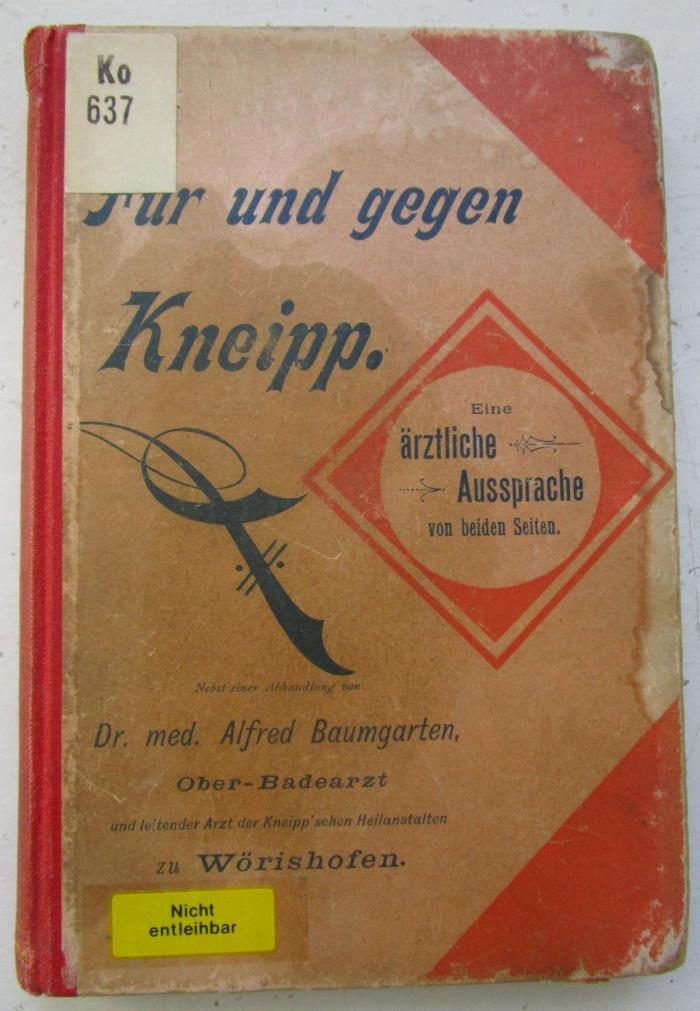 Ko
637
Für und gegen
Kneipp.
Eine
ärztliche
Aussprache
von beiden Seiten.
Nebst einer Abhandlung von
Dr. med. Alfred Baumgarten,
Ober-Badearzt
und leitender Arzt der Kneipp'schen Heilanstalten
zu Wörishofen.
Nicht
entleihbar